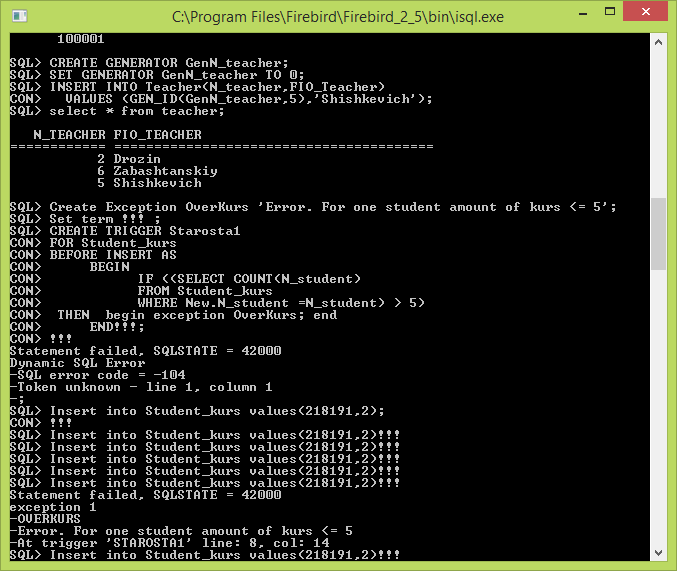 C:\Program Files\Firebird\Firebird_2_5\bin\isql.exe
100001
SQL> CREATE GENERATOR GenN_teacher;
SQL> SET GENERATOR GenN_teacher TO 0;
SQL> INSERT INTO Teacher(N_teacher,FIO_Teacher)
CON>   VALUES (GEN_ID(GenN_teacher,5),'Shishkevich');
SQL> select * from teacher;
N_TEACHER FIO_TEACHER
============ ========================================
2 Drozin
6 Zabashtanskiy
5 Shishkevich
SQL> Create Exception OverKurs 'Error. For one student amount of kurs <= 5';
SQL> Set term !!! ;
SQL> CREATE TRIGGER Starosta1
CON> FOR Student_kurs
CON> BEFORE INSERT AS
CON>      BEGIN
CON>            IF ((SELECT COUNT(N_student)
CON>            FROM Student_kurs
CON>            WHERE New.N_student =N_student) > 5)
CON>  THEN  begin exception OverKurs; end
CON>      END!!!;
CON> !!!
Statement failed, SQLSTATE = 42000
Dynamic SQL Error
-SQL error code = -104
-Token unknown - line 1, column 1
-;
SQL> Insert into Student_kurs values(218191,2);
CON> !!!
SQL> Insert into Student_kurs values(218191,2)!!!
SQL> Insert into Student_kurs values(218191,2)!!!
SQL> Insert into Student_kurs values(218191,2)!!!
SQL> Insert into Student_kurs values(218191,2)!!!
SQL> Insert into Student_kurs values(218191,2)!!!
Statement failed, SQLSTATE = 42000
exception 1
-OVERKURS
-Error. For one student amount of kurs <= 5
-At trigger 'STAROSTA1' line: 8, col: 14
SQL> Insert into Student_kurs values(218191,2)!!!